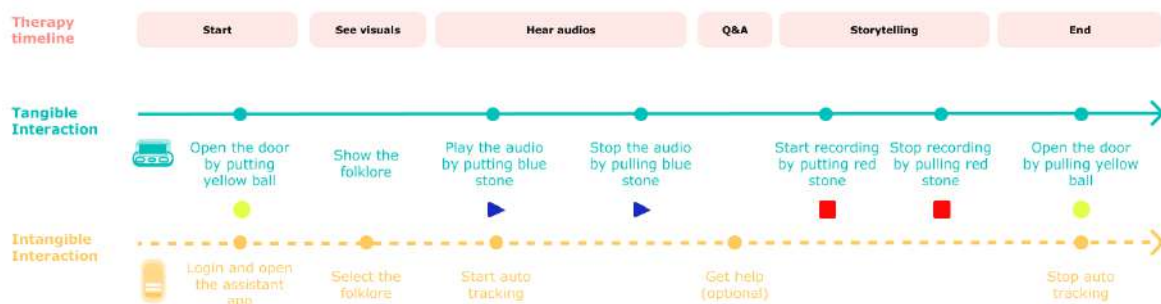 Therapy
timeline
Start
See visuals
Hear audios
Q&A
Storytelling
End
Tangible
Interaction
Open the door
by putting
yellow ball
Show the
folklore
Play the audio
by putting blue
stone
Stop the audio
by pulling blue
stone
Start recording
by putting red
stone
Stop recording
by pulling red
stone
Open the door
by pulling yellow
ball
Intangible
Interaction
Login and open
the assistant
app
Select the
folklore
Start auto
tracking
Get help
(optional)
Stop auto
tracking